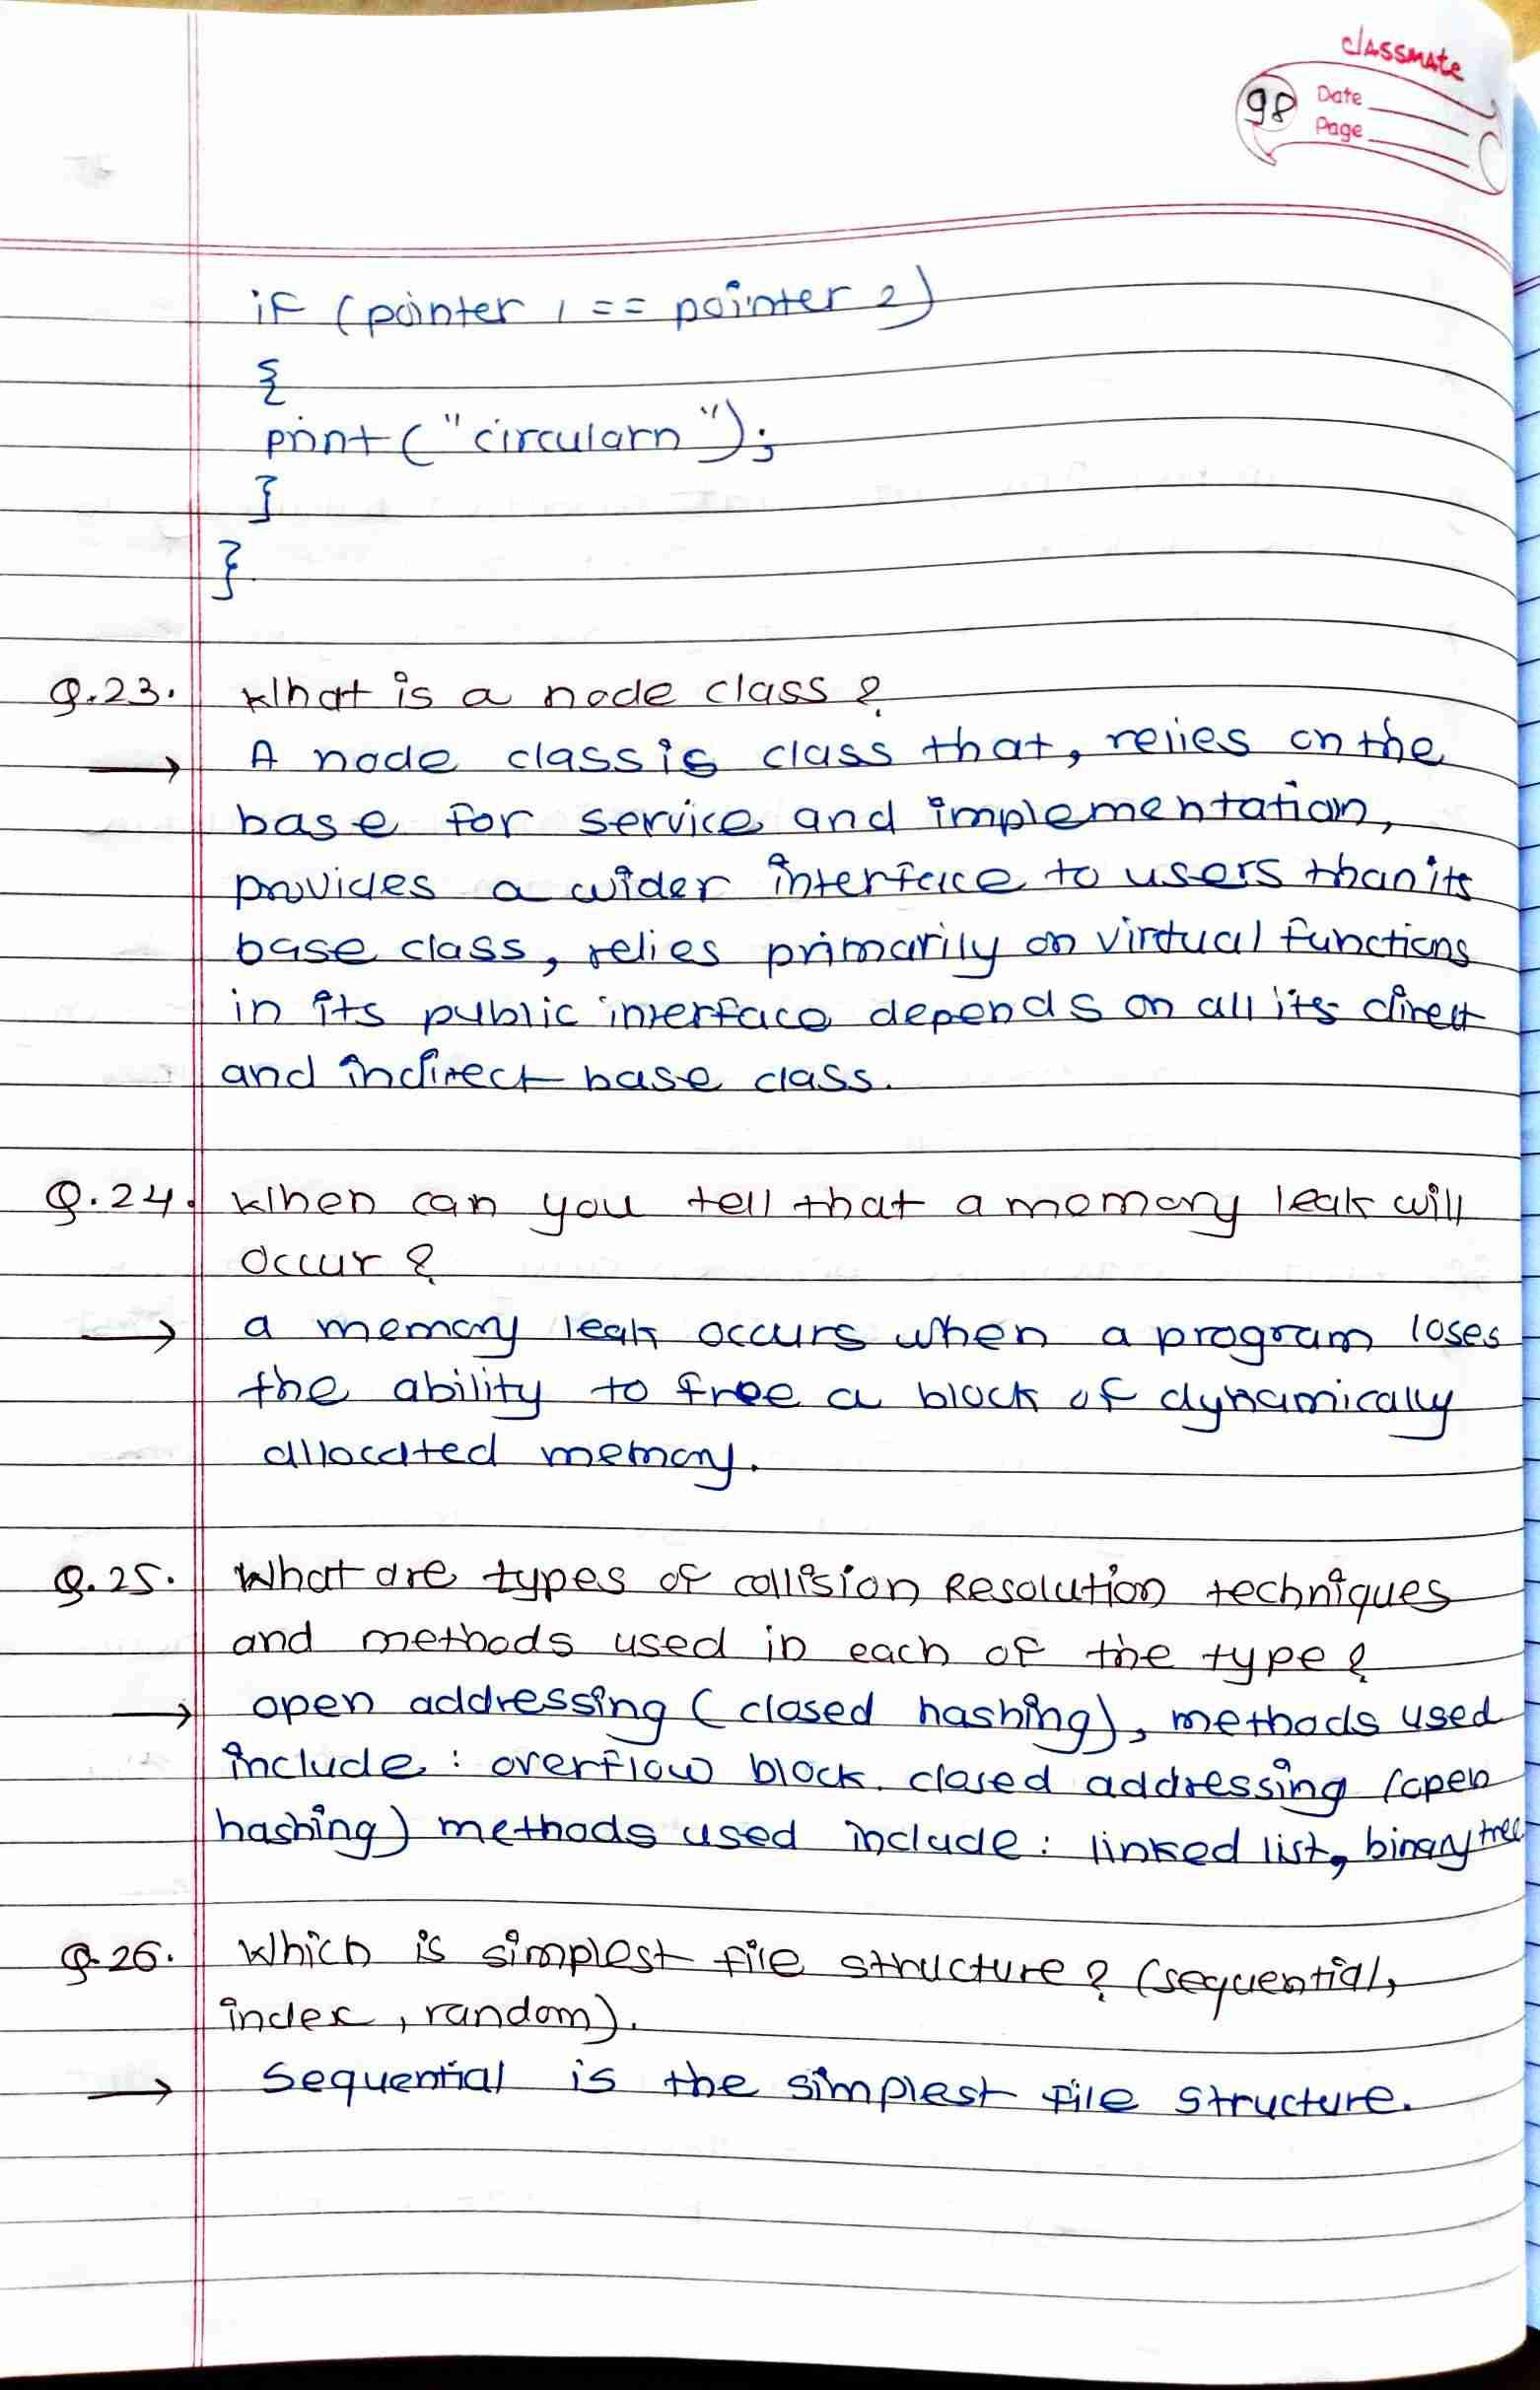 classmate
98
Date
Page
if (pointer 1 == pointer 2)
{
print ("circularn");
}
}
Q.23. What is a node class?
→ A node class is class that, relies on the
base for service and implementation,
provides a wider interface to users than its
base class, relies primarily on virtual functions
in its public interface depends on all its direct
and indirect base class.
Q.24. When can you tell that a memory leak will
occur?
→ a memory leak occurs when a program loses
the ability to free a block of dynamically
allocated memory.
Q.25. What are types of collision Resolution techniques
and methods used in each of the type?
→ open addressing (closed hashing), methods used
include: overflow block. closed addressing (open
hashing) methods used include: linked list, binary tree
Q.26. Which is simplest file structure? (sequential,
index, random).
→ Sequential is the simplest file structure.